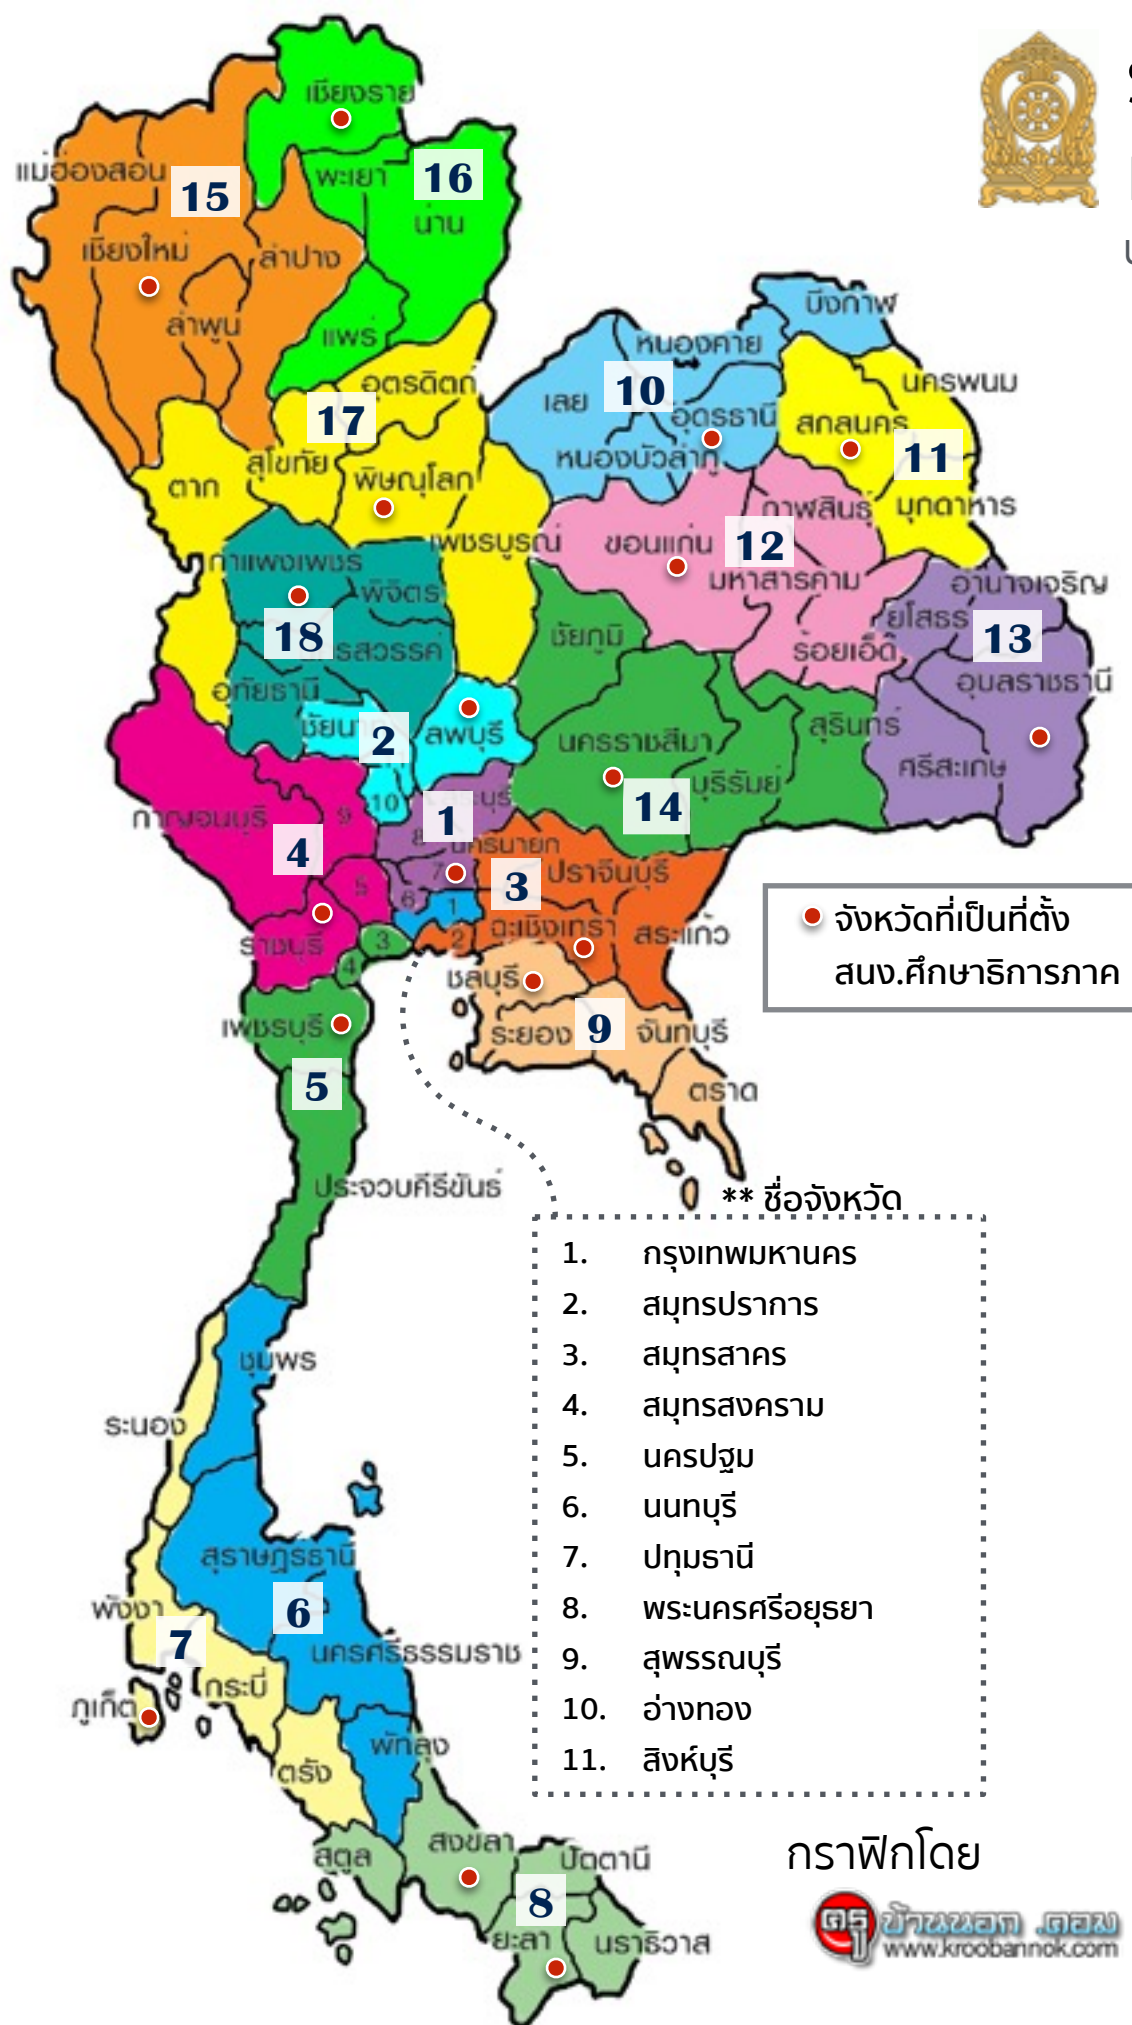 เชียงราย
แม่ฮ่องสอน
15
พะเยา
16
น่าน
เชียงใหม่
ลำปาง
ลำพูน
แพร่
บึงกาฬ
หนองคาย
อุตรดิตถ์
เลย
10
นครพนม
17
อุดรธานี
สกลนคร
สุโขทัย
หนองบัวลำภู
11
ตาก
พิษณุโลก
กาฬสินธุ์
มุกดาหาร
เพชรบูรณ์
ขอนแก่น
12
กำแพงเพชร
มหาสารคาม
อำนาจเจริญ
พิจิตร
ยโสธร
18
ชัยภูมิ
13
ร้อยเอ็ด
อุทัยธานี
อุบลราชธานี
2
ลพบุรี
นครราชสีมา
สุรินทร์
ศรีสะเกษ
บุรีรัมย์
10
14
กาญจนบุรี
9
1
8
4
ปราจีนบุรี
7
3
5
6
1
ฉะเชิงเทรา
สระแก้ว
ราชบุรี
3
2
4
ชลบุรี
จังหวัดที่เป็นที่ตั้ง
สนง.ศึกษาธิการภาค
เพชรบุรี
ระยอง
9
จันทบุรี
5
ตราด
ประจวบคีรีขันธ์
** ชื่อจังหวัด
1. กรุงเทพมหานคร
2. สมุทรปราการ
3. สมุทรสาคร
4. สมุทรสงคราม
5. นครปฐม
6. นนทบุรี
7. ปทุมธานี
8. พระนครศรีอยุธยา
9. สุพรรณบุรี
10. อ่างทอง
11. สิงห์บุรี
ชุมพร
ระนอง
สุราษฎร์ธานี
พังงา
6
7
นครศรีธรรมราช
กระบี่
ภูเก็ต
พัทลุง
ตรัง
สตูล
สงขลา
ปัตตานี
8
ยะลา
นราธิวาส
กราฟิกโดย
ครูบ้านนอก.คอม
www.kroobannok.com